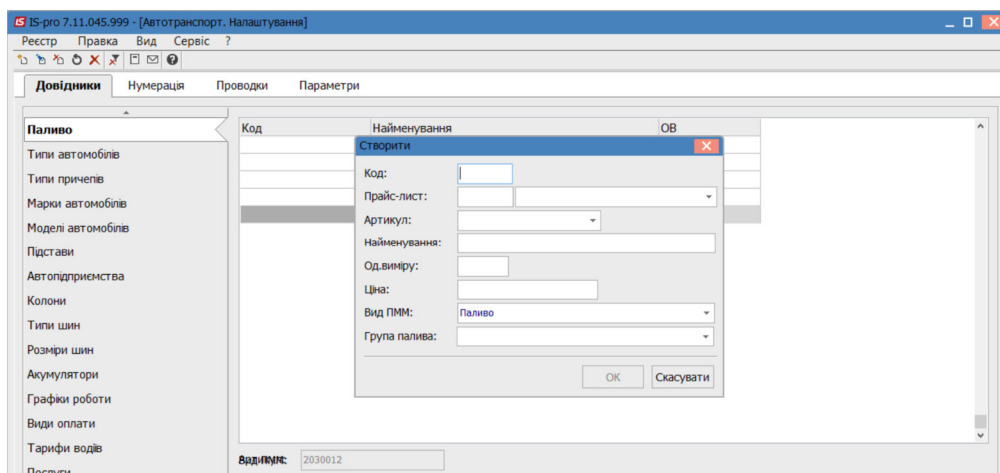 IS-pro 7.11.045.999 - [Автотранспорт. Налаштування]
Реєстр Правка Вид Сервіс ?
Довідники Нумерація Проводки Параметри
Паливо
Типи автомобілів
Типи причепів
Марки автомобілів
Моделі автомобілів
Підстави
Автопідприємства
Колони
Типи шин
Розміри шин
Акумулятори
Графіки роботи
Види оплати
Тарифи водіїв
Послуги
Код Найменування ОВ
Створити
Код:
Прайс-лист:
Артикул:
Найменування:
Од.виміру:
Ціна:
Вид ПММ: Паливо
Група палива:
ОК Скасувати
2030012